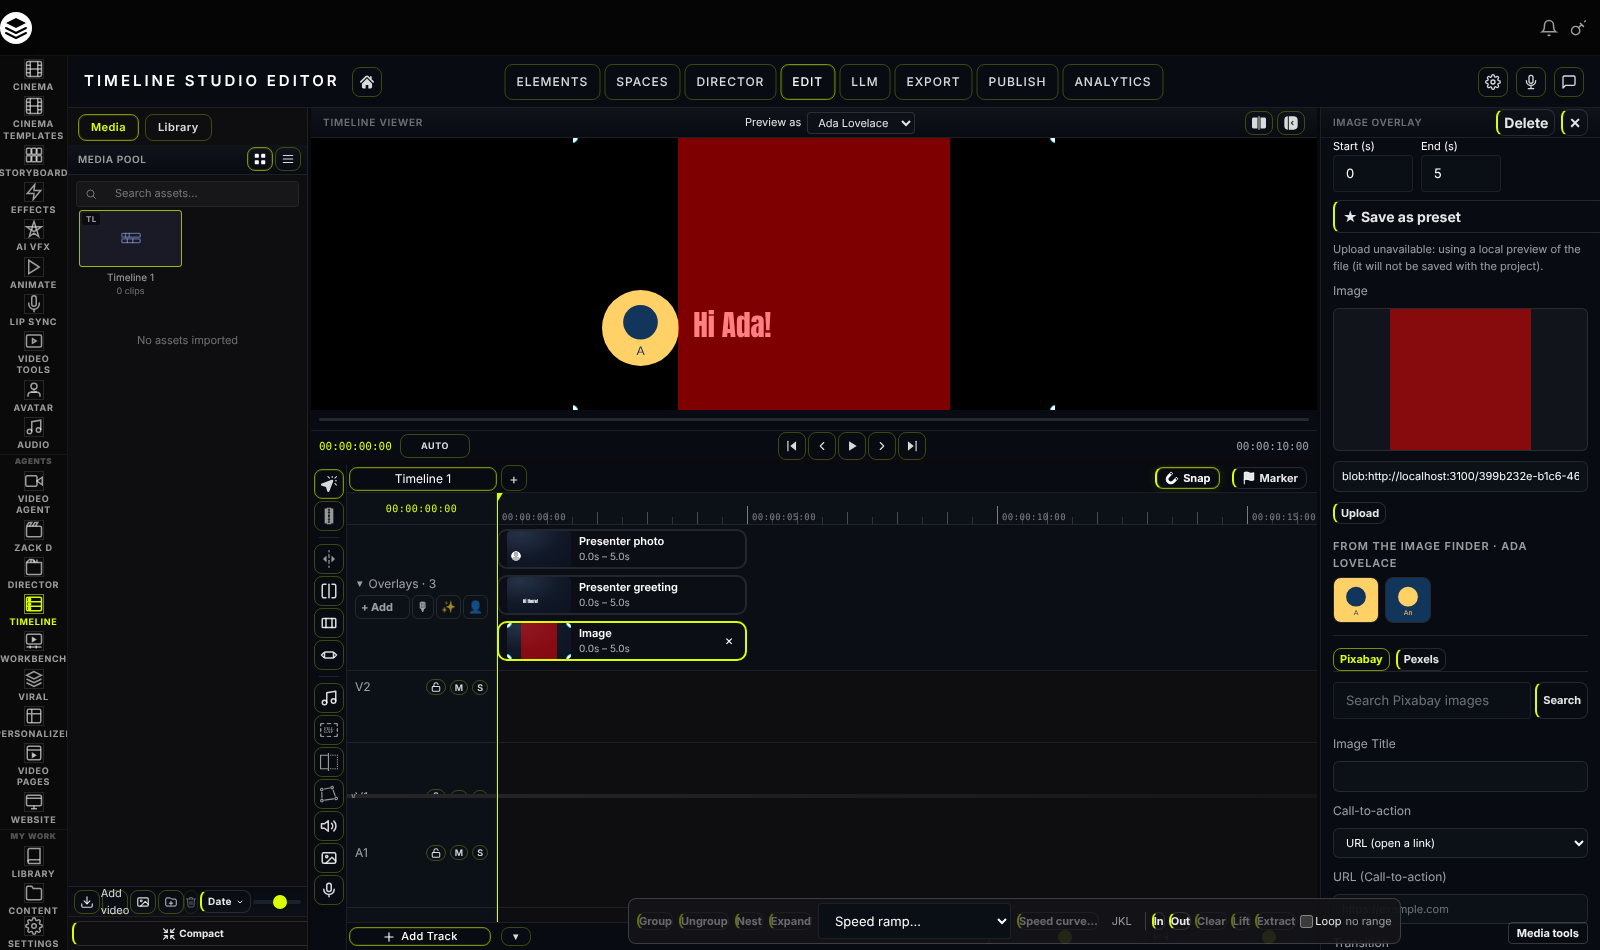 TIMELINE STUDIO EDITOR
ELEMENTS
SPACES
DIRECTOR
EDIT
LLM
EXPORT
PUBLISH
ANALYTICS
CINEMA
CINEMA
TEMPLATES
STORYBOARD
EFFECTS
AI VFX
ANIMATE
LIP SYNC
VIDEO
TOOLS
AVATAR
AUDIO
AGENTS
VIDEO
AGENT
ZACK D
DIRECTOR
TIMELINE
WORKBENCH
VIRAL
PERSONALIZE
VIDEO
PAGES
WEBSITE
MY WORK
LIBRARY
CONTENT
SETTINGS
Media
Library
MEDIA POOL
Search assets...
TL
Timeline 1
0 clips
No assets imported
Add
video
Date
Compact
TIMELINE VIEWER
Preview as
Ada Lovelace
A
Hi Ada!
00:00:00:00
AUTO
00:00:10:00
Timeline 1
+
Snap
Marker
00:00:00:00
00:00:00:00
00:00:05:00
00:00:10:00
00:00:15:00
▼ Overlays · 3
+ Add
Presenter photo
0.0s – 5.0s
Presenter greeting
0.0s – 5.0s
Image
0.0s – 5.0s
×
V2
M
S
A1
M
S
+ Add Track
▼
Group
Ungroup
Nest
Expand
Speed ramp...
Speed curve...
JKL
In
Out
Clear
Lift
Extract
Loop
no range
IMAGE OVERLAY
Delete
✕
Start (s)
End (s)
0
5
★ Save as preset
Upload unavailable: using a local preview of the
file (it will not be saved with the project).
Image
blob:http://localhost:3100/399b232e-b1c6-46
Upload
FROM THE IMAGE FINDER · ADA
LOVELACE
A
An
Pixabay
Pexels
Search Pixabay images
Search
Image Title
Call-to-action
URL (open a link)
URL (Call-to-action)
https://example.com
Transition
Media tools